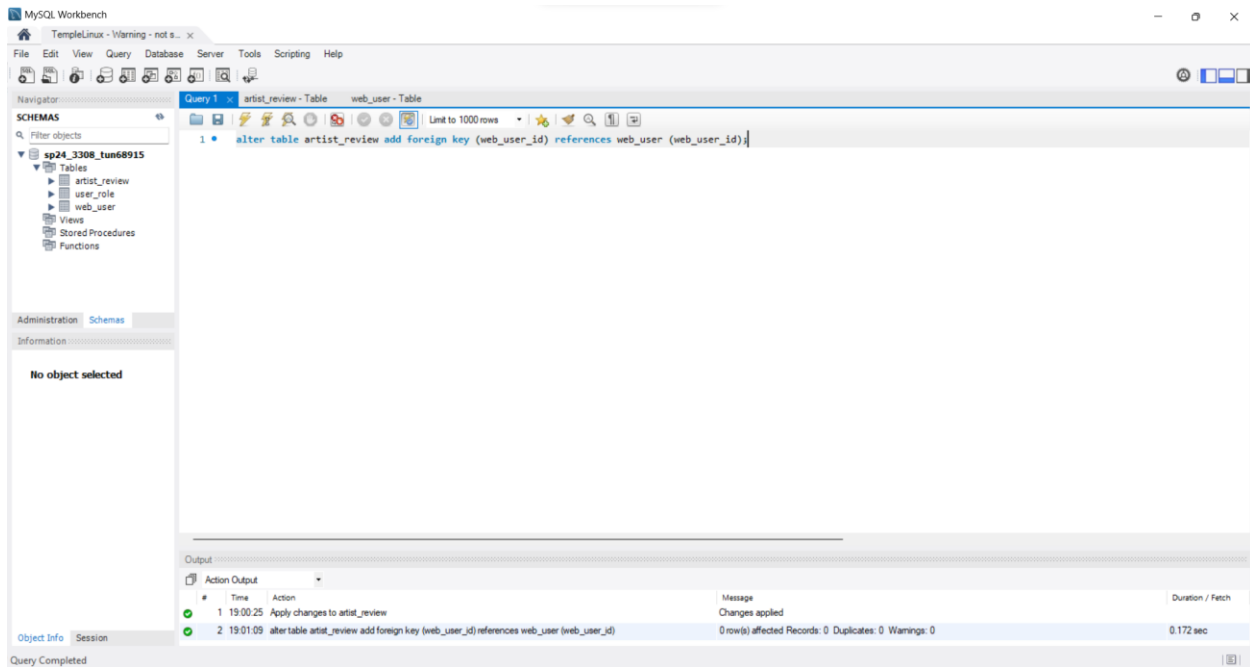 MySQL Workbench
TempleLinux - Warning - not s... ×
File Edit View Query Database Server Tools Scripting Help
Navigator
SCHEMAS
Filter objects
sp24_3308_tun68915
Tables
artist_review
user_role
web_user
Views
Stored Procedures
Functions
Administration Schemas
Information
No object selected
Object Info Session
Query 1 × artist_review - Table web_user - Table
Limit to 1000 rows
1 alter table artist_review add foreign key (web_user_id) references web_user (web_user_id);
Output
Action Output
# Time Action Message Duration / Fetch
1 19:00:25 Apply changes to artist_review Changes applied
2 19:01:09 alter table artist_review add foreign key (web_user_id) references web_user (web_user_id) 0 row(s) affected Records: 0 Duplicates: 0 Warnings: 0 0.172 sec
Query Completed